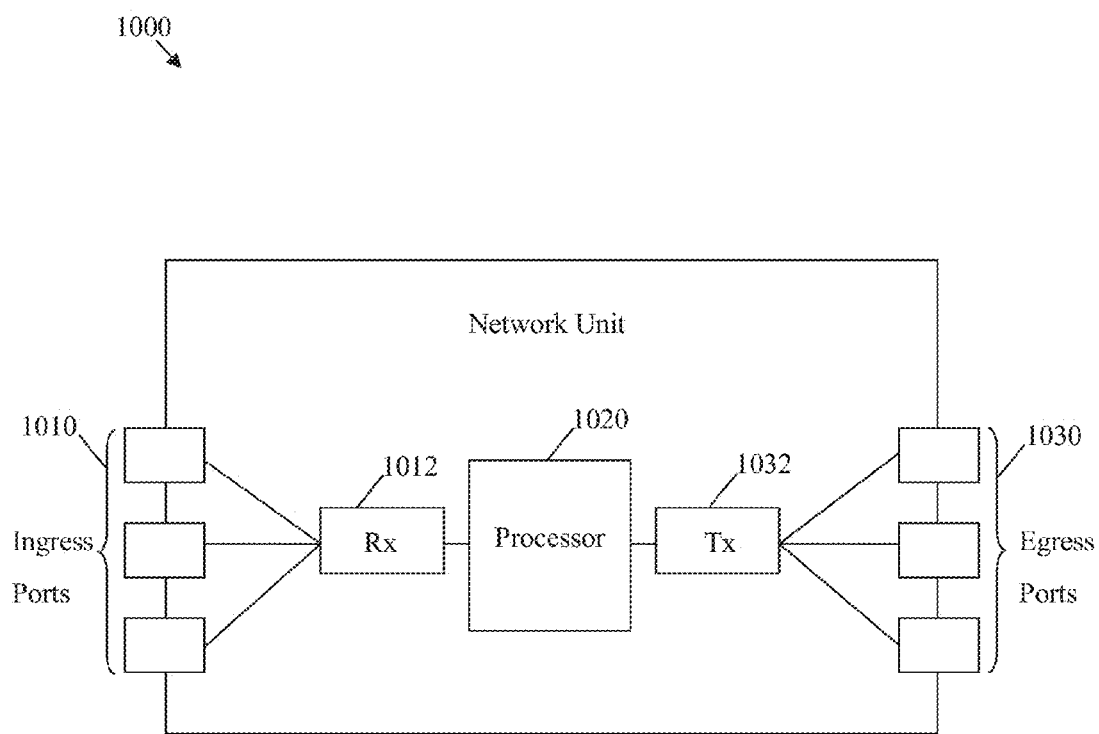 1000
Network Unit
1010
1020
1030
1012
1032
Ingress
Ports
Rx
Processor
Tx
Egress
Ports